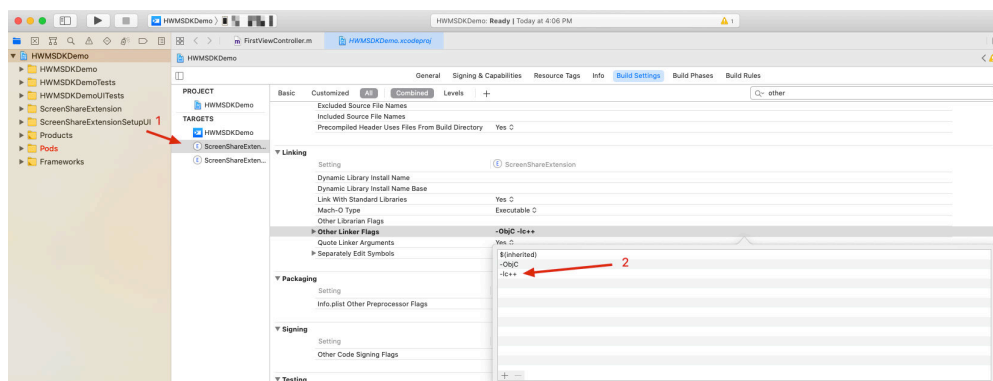 HWMSDKDemo
HWMSDKDemo: Ready | Today at 4:06 PM
1
FirstViewController.m
HWMSDKDemo.xcodeproj
HWMSDKDemo
HWMSDKDemo
HWMSDKDemoTests
HWMSDKDemoUITests
ScreenShareExtension
ScreenShareExtensionSetupUI
Products
Pods
Frameworks
1
HWMSDKDemo
General Signing & Capabilities Resource Tags Info Build Settings Build Phases Build Rules
PROJECT
HWMSDKDemo
TARGETS
HWMSDKDemo
ScreenShareExten...
ScreenShareExten...
Basic Customized All Combined Levels +
other
Excluded Source File Names
Included Source File Names
Precompiled Header Uses Files From Build Directory Yes
Linking
Setting ScreenShareExtension
Dynamic Library Install Name
Dynamic Library Install Name Base
Link With Standard Libraries Yes
Mach-O Type Executable
Other Librarian Flags
Other Linker Flags -ObjC -lc++
Quote Linker Arguments Yes
Separately Edit Symbols
$(inherited)
-ObjC
-lc++
2
Packaging
Setting
Info.plist Other Preprocessor Flags
Signing
Setting
Other Code Signing Flags
Testing
+ −